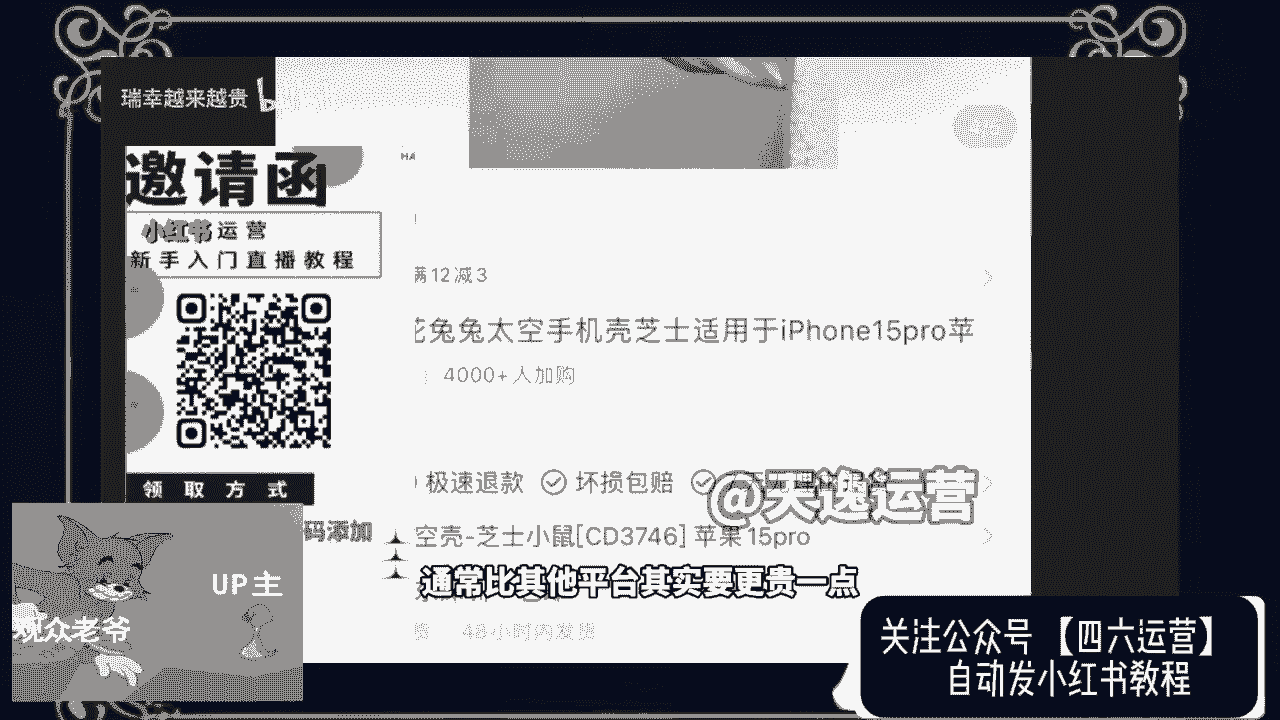 瑞幸越来越贵 b
邀请函
小红书运营
新手入门直播教程
领取方式
码添加
UP主
观众老爷
HA
满12减3
兔兔太空手机壳芝士适用于iPhone15pro苹
4000+人加购
极速退款 坏损包赔
@天逸运营
空壳-芝士小鼠[CD3746] 苹果15pro
通常比其他平台其实要更贵一点
48小时内发货
关注公众号【四六运营】
自动发小红书教程